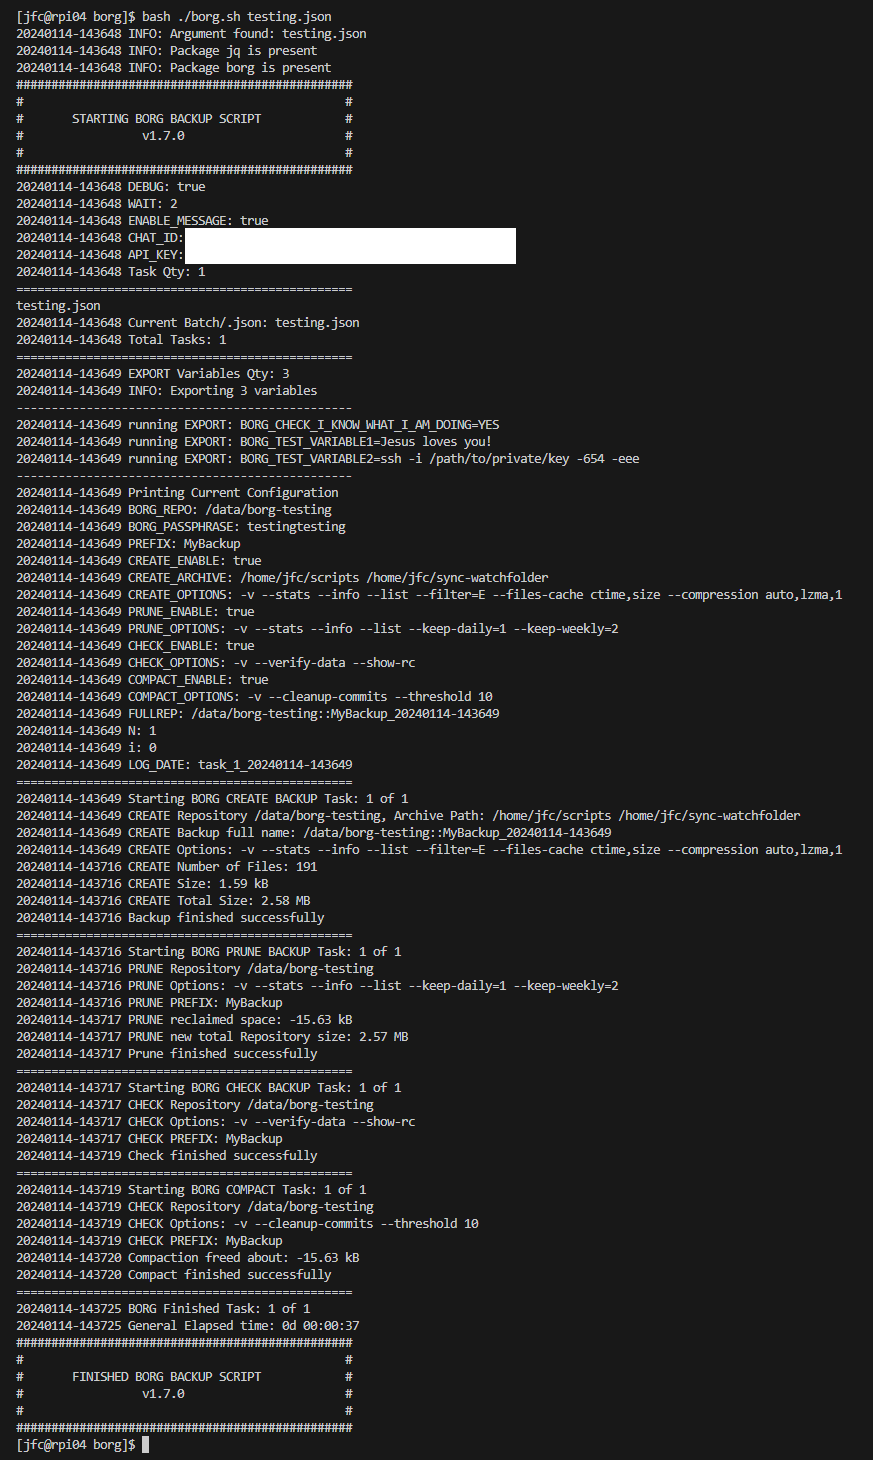 [jfc@rpi04 borg]$ bash ./borg.sh testing.json
20240114-143648 INFO: Argument found: testing.json
20240114-143648 INFO: Package jq is present
20240114-143648 INFO: Package borg is present
################################################
#                                              #
#       STARTING BORG BACKUP SCRIPT            #
#                 v1.7.0                       #
#                                              #
################################################
20240114-143648 DEBUG: true
20240114-143648 WAIT: 2
20240114-143648 ENABLE_MESSAGE: true
20240114-143648 CHAT_ID:
20240114-143648 API_KEY:
20240114-143648 Task Qty: 1
================================================
testing.json
20240114-143648 Current Batch/.json: testing.json
20240114-143648 Total Tasks: 1
================================================
20240114-143649 EXPORT Variables Qty: 3
20240114-143649 INFO: Exporting 3 variables
------------------------------------------------
20240114-143649 running EXPORT: BORG_CHECK_I_KNOW_WHAT_I_AM_DOING=YES
20240114-143649 running EXPORT: BORG_TEST_VARIABLE1=Jesus loves you!
20240114-143649 running EXPORT: BORG_TEST_VARIABLE2=ssh -i /path/to/private/key -654 -eee
------------------------------------------------
20240114-143649 Printing Current Configuration
20240114-143649 BORG_REPO: /data/borg-testing
20240114-143649 BORG_PASSPHRASE: testingtesting
20240114-143649 PREFIX: MyBackup
20240114-143649 CREATE_ENABLE: true
20240114-143649 CREATE_ARCHIVE: /home/jfc/scripts /home/jfc/sync-watchfolder
20240114-143649 CREATE_OPTIONS: -v --stats --info --list --filter=E --files-cache ctime,size --compression auto,lzma,1
20240114-143649 PRUNE_ENABLE: true
20240114-143649 PRUNE_OPTIONS: -v --stats --info --list --keep-daily=1 --keep-weekly=2
20240114-143649 CHECK_ENABLE: true
20240114-143649 CHECK_OPTIONS: -v --verify-data --show-rc
20240114-143649 COMPACT_ENABLE: true
20240114-143649 COMPACT_OPTIONS: -v --cleanup-commits --threshold 10
20240114-143649 FULLREP: /data/borg-testing::MyBackup_20240114-143649
20240114-143649 N: 1
20240114-143649 i: 0
20240114-143649 LOG_DATE: task_1_20240114-143649
================================================
20240114-143649 Starting BORG CREATE BACKUP Task: 1 of 1
20240114-143649 CREATE Repository /data/borg-testing, Archive Path: /home/jfc/scripts /home/jfc/sync-watchfolder
20240114-143649 CREATE Backup full name: /data/borg-testing::MyBackup_20240114-143649
20240114-143649 CREATE Options: -v --stats --info --list --filter=E --files-cache ctime,size --compression auto,lzma,1
20240114-143716 CREATE Number of Files: 191
20240114-143716 CREATE Size: 1.59 kB
20240114-143716 CREATE Total Size: 2.58 MB
20240114-143716 Backup finished successfully
================================================
20240114-143716 Starting BORG PRUNE BACKUP Task: 1 of 1
20240114-143716 PRUNE Repository /data/borg-testing
20240114-143716 PRUNE Options: -v --stats --info --list --keep-daily=1 --keep-weekly=2
20240114-143716 PRUNE PREFIX: MyBackup
20240114-143717 PRUNE reclaimed space: -15.63 kB
20240114-143717 PRUNE new total Repository size: 2.57 MB
20240114-143717 Prune finished successfully
================================================
20240114-143717 Starting BORG CHECK BACKUP Task: 1 of 1
20240114-143717 CHECK Repository /data/borg-testing
20240114-143717 CHECK Options: -v --verify-data --show-rc
20240114-143717 CHECK PREFIX: MyBackup
20240114-143719 Check finished successfully
================================================
20240114-143719 Starting BORG COMPACT Task: 1 of 1
20240114-143719 CHECK Repository /data/borg-testing
20240114-143719 CHECK Options: -v --cleanup-commits --threshold 10
20240114-143719 CHECK PREFIX: MyBackup
20240114-143720 Compaction freed about: -15.63 kB
20240114-143720 Compact finished successfully
================================================
20240114-143725 BORG Finished Task: 1 of 1
20240114-143725 General Elapsed time: 0d 00:00:37
################################################
#                                              #
#       FINISHED BORG BACKUP SCRIPT            #
#                 v1.7.0                       #
#                                              #
################################################
[jfc@rpi04 borg]$